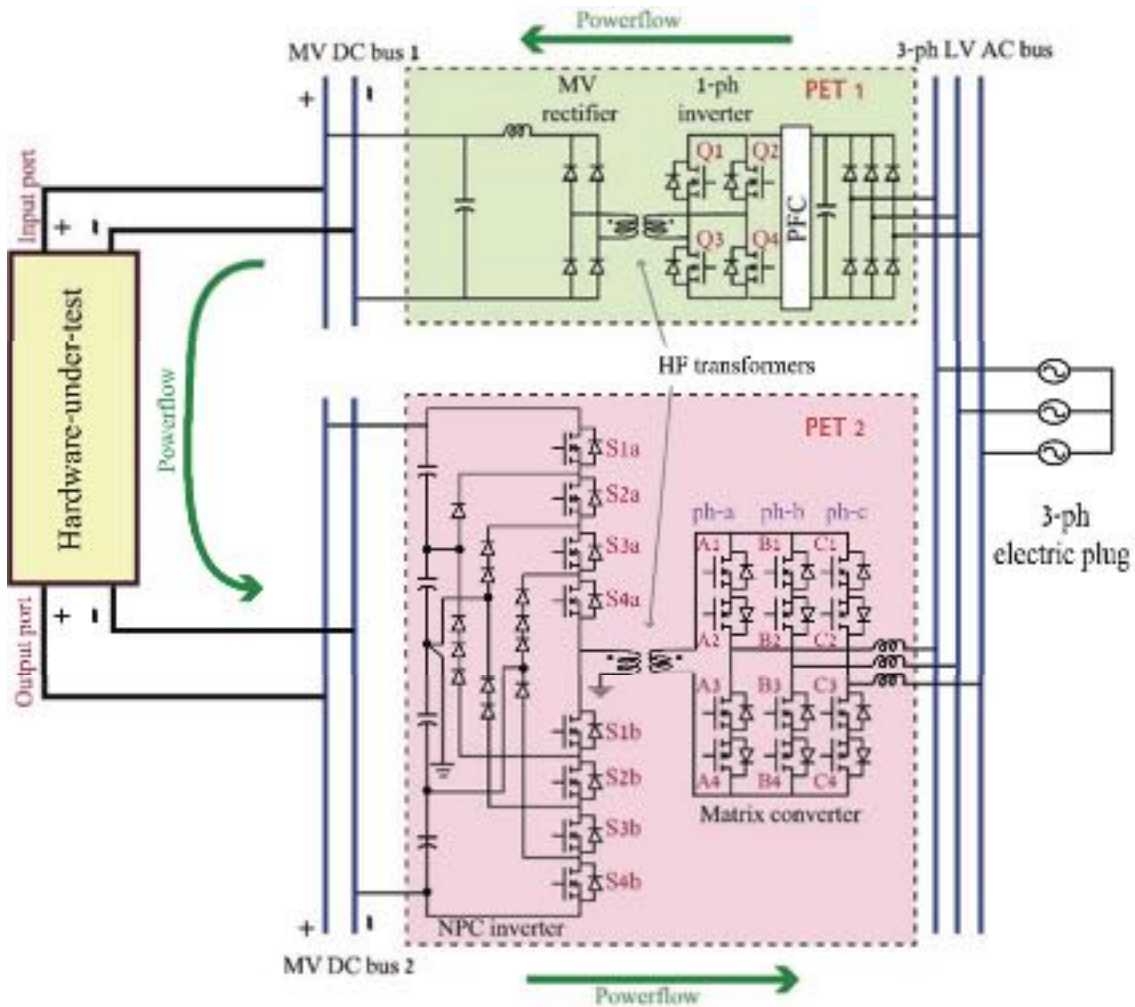 Powerflow
MV DC bus 1
3-ph LV AC bus
+
-
MV
rectifier
1-ph
inverter
PET 1
Q1
Q2
Q3
Q4
PFC
Input port
+
-
Hardware-under-test
Powerflow
Output port
+
-
HF transformers
PET 2
S1a
S2a
S3a
S4a
S1b
S2b
S3b
S4b
ph-a
ph-b
ph-c
A1
B1
C1
A2
B2
C2
A3
B3
C3
A4
B4
C4
Matrix converter
NPC inverter
3-ph
electric plug
+
-
MV DC bus 2
Powerflow